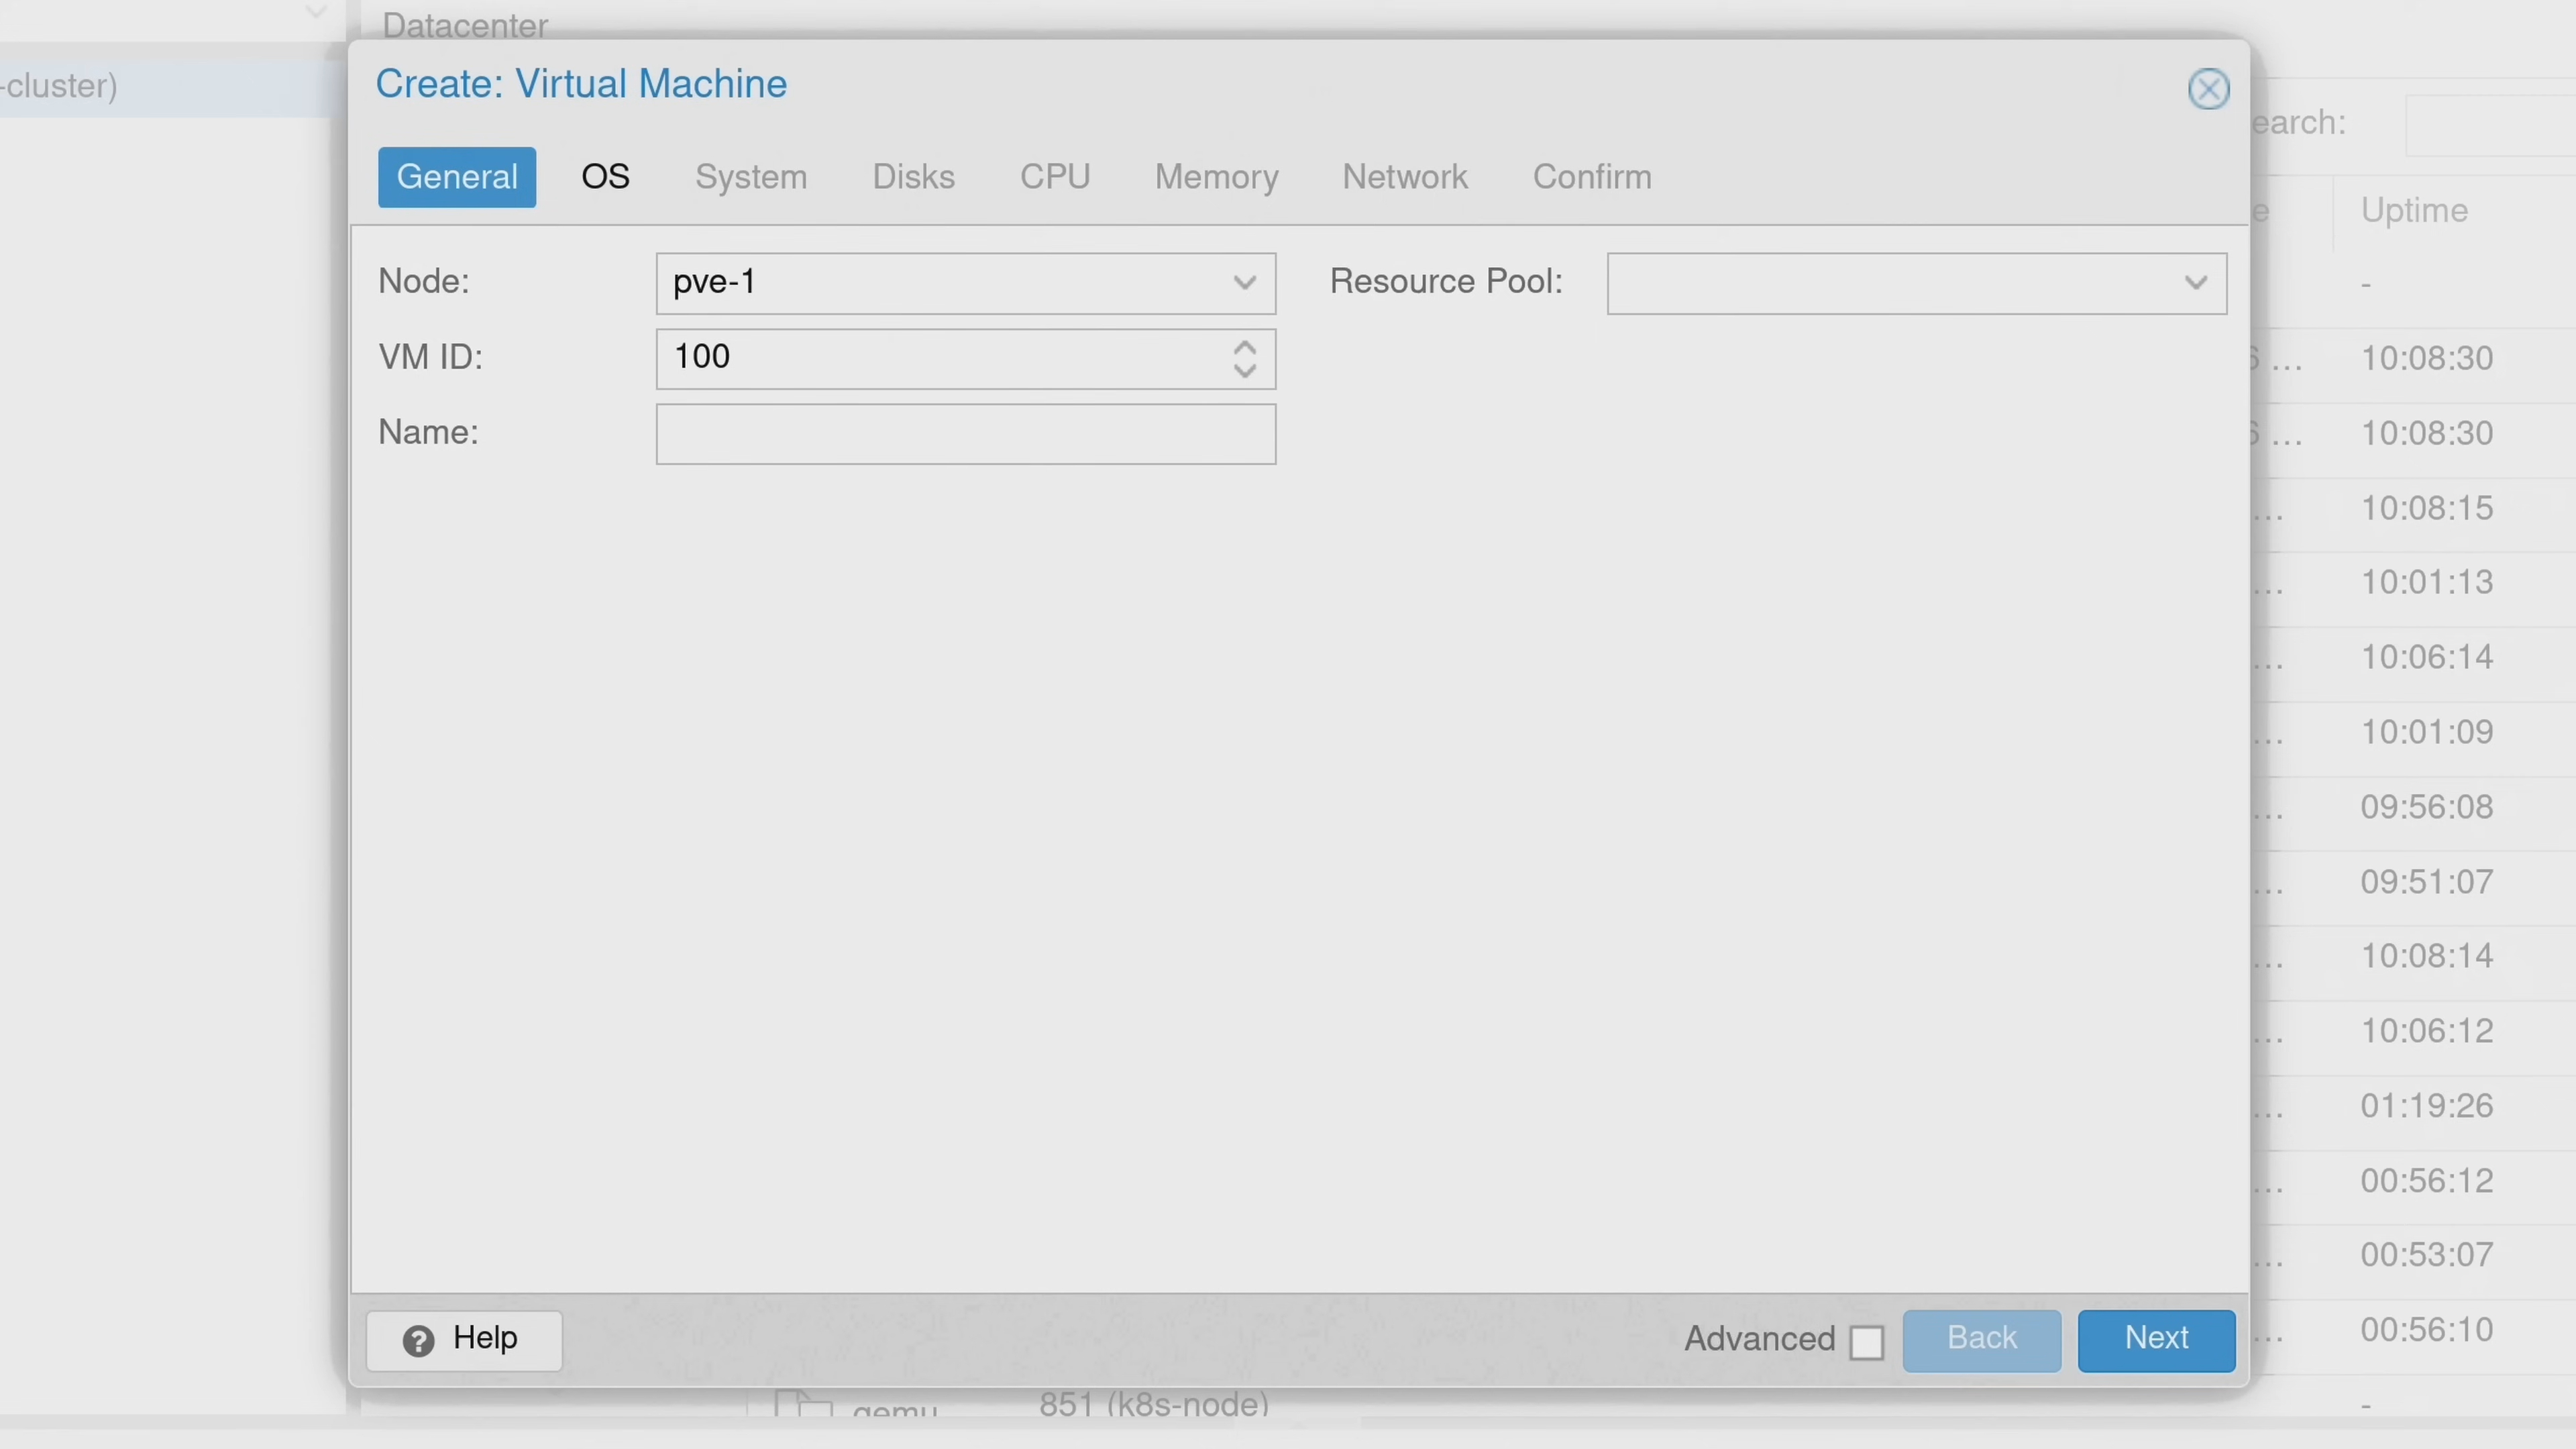 Datacenter
-cluster)
Create: Virtual Machine
earch:
General OS System Disks CPU Memory Network Confirm
e Uptime
Node: pve-1 Resource Pool:
-
VM ID: 100
6 ... 10:08:30
Name:
6 ... 10:08:30
... 10:08:15
... 10:01:13
... 10:06:14
... 10:01:09
... 09:56:08
... 09:51:07
... 10:08:14
... 10:06:12
... 01:19:26
... 00:56:12
... 00:53:07
... 00:56:10
Help Advanced Back Next
qemu 851 (k8s-node) -